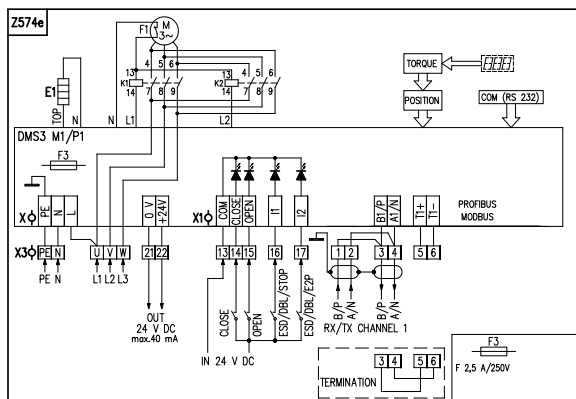 Z574e
F1 M 3~
4 5 6 4 5 6
13 13
K1 K2
14 7 8 9 14 7 8 9
E1
TOP N N L1 L2
TORQUE
POSITION COM (RS 232)
DMS3 M1/P1
F3
PROFIBUS
MODBUS
X PE N L 0 V +24V X1 COM CLOSE OPEN I1 I2 B1/P A1/N T1+ T1-
X3 PE N U V W 21 22 13 14 15 16 17 1 2 3 4 5 6
PE N L1 L2 L3
OUT
24 V DC
max.40 mA
CLOSE
OPEN
ESD/DBL/STOP
ESD/DBL/E2P
IN 24 V DC
B/P A/N B/P A/N
RX/TX CHANNEL 1
3 4 5 6
TERMINATION
F3
F 2,5 A/250V